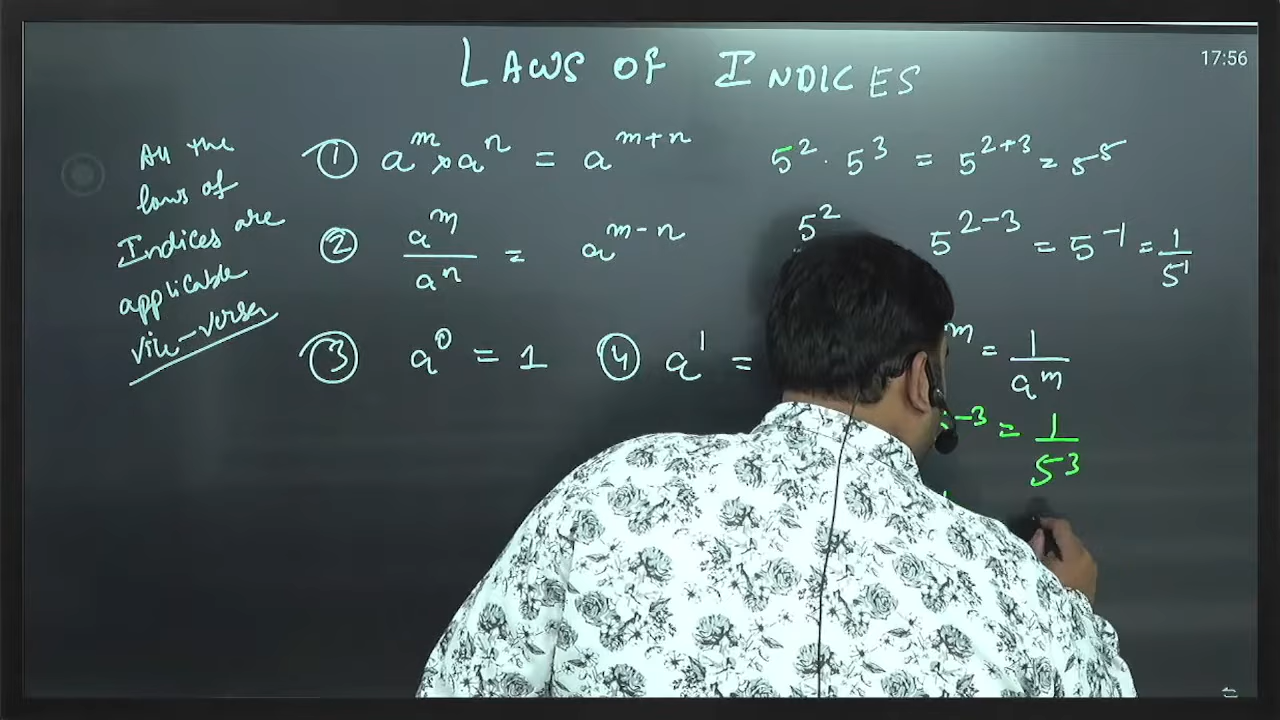 LAWS OF INDICES
17:56
All the
laws of
Indices are
applicable
vice-versa
① a^m × a^n = a^{m+n} 5^2 · 5^3 = 5^{2+3} = 5^5
② a^m/a^n = a^{m-n} 5^2 5^{2-3} = 5^{-1} = 1/5^1
③ a^0 = 1 ④ a^1 = m = 1/a^m
-3 = 1/5^3